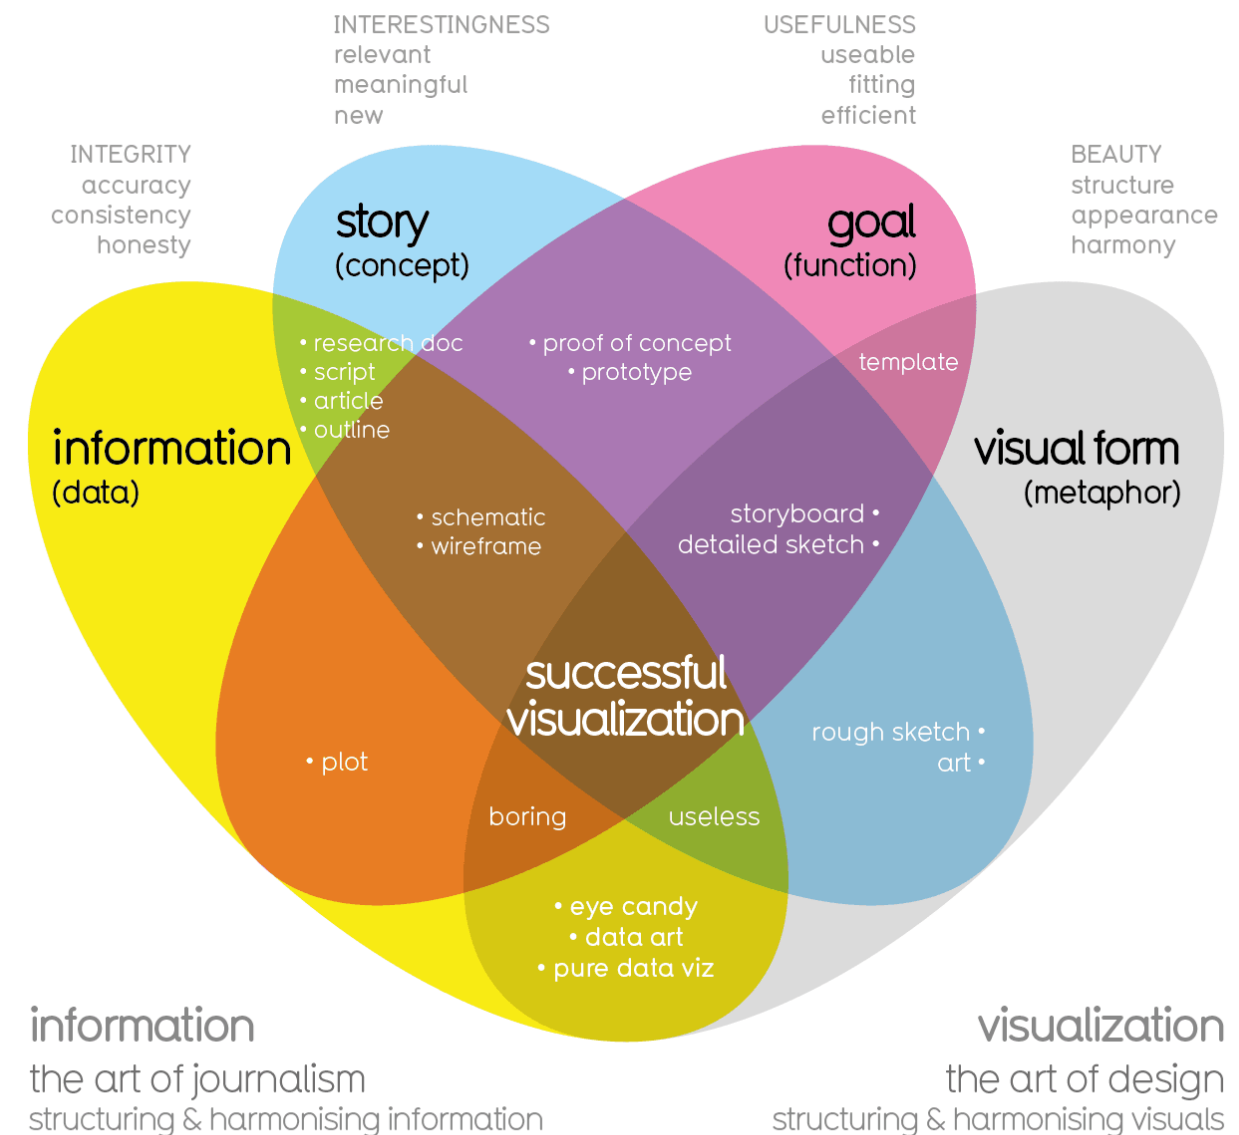 INTERESTINGNESS
relevant
meaningful
new
USEFULNESS
useable
fitting
efficient
INTEGRITY
accuracy
consistency
honesty
BEAUTY
structure
appearance
harmony
story
(concept)
goal
(function)
information
(data)
visual form
(metaphor)
• research doc
• script
• article
• outline
• proof of concept
• prototype
template
• schematic
• wireframe
storyboard •
detailed sketch •
successful
visualization
• plot
rough sketch •
art •
boring
useless
• eye candy
• data art
• pure data viz
information
the art of journalism
structuring & harmonising information
visualization
the art of design
structuring & harmonising visuals